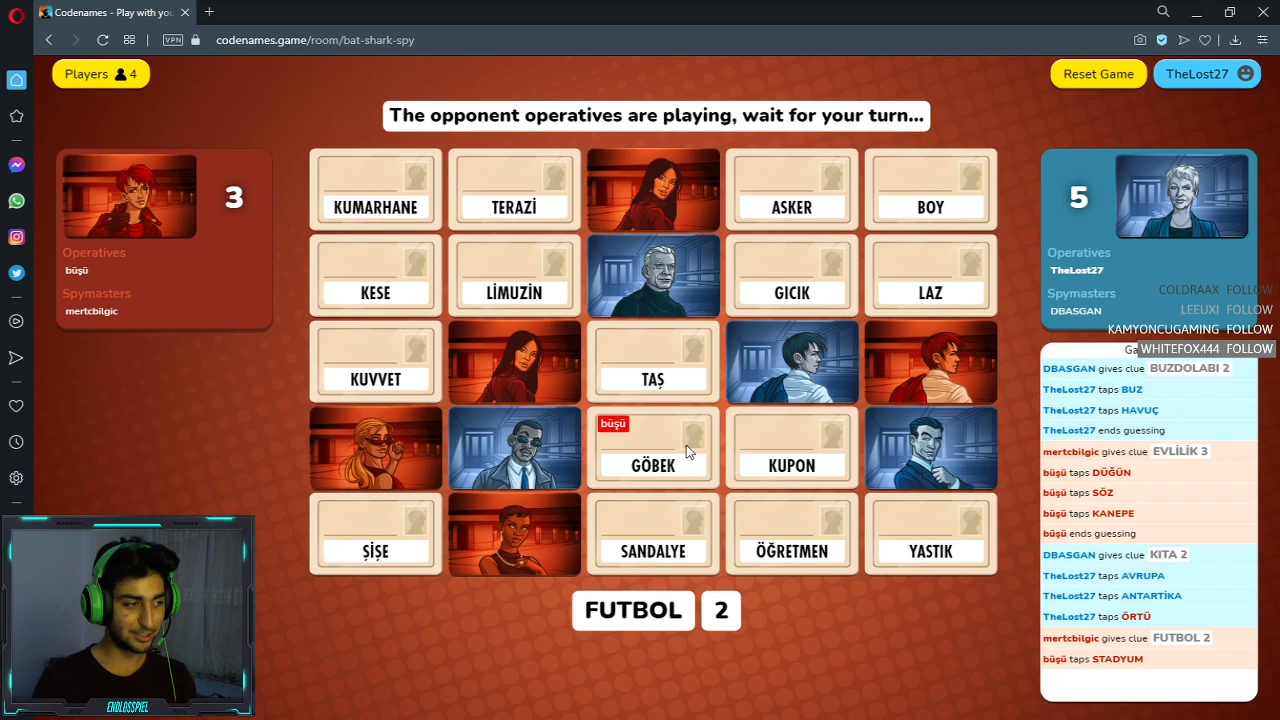 Codenames – Play with you
VPN
codenames.game/room/bat-shark-spy
Players 4
Reset Game
TheLost27
The opponent operatives are playing, wait for your turn...
3
Operatives
büşü
Spymasters
mertcbilgic
5
Operatives
TheLost27
Spymasters
DBASGAN
COLDRAAX FOLLOW
LEEUXI FOLLOW
KAMYONCUGAMING FOLLOW
WHITEFOX444 FOLLOW
KUMARHANE
TERAZİ
ASKER
BOY
KESE
LİMUZİN
GICIK
LAZ
KUVVET
TAŞ
büşü
GÖBEK
KUPON
ŞİŞE
SANDALYE
ÖĞRETMEN
YASTIK
FUTBOL 2
Ga
DBASGAN gives clue BUZDOLABI 2
TheLost27 taps BUZ
TheLost27 taps HAVUÇ
TheLost27 ends guessing
mertcbilgic gives clue EVLİLİK 3
büşü taps DÜĞÜN
büşü taps SÖZ
büşü taps KANEPE
büşü ends guessing
DBASGAN gives clue KITA 2
TheLost27 taps AVRUPA
TheLost27 taps ANTARTİKA
TheLost27 taps ÖRTÜ
mertcbilgic gives clue FUTBOL 2
büşü taps STADYUM
ENDLOSSPIEL